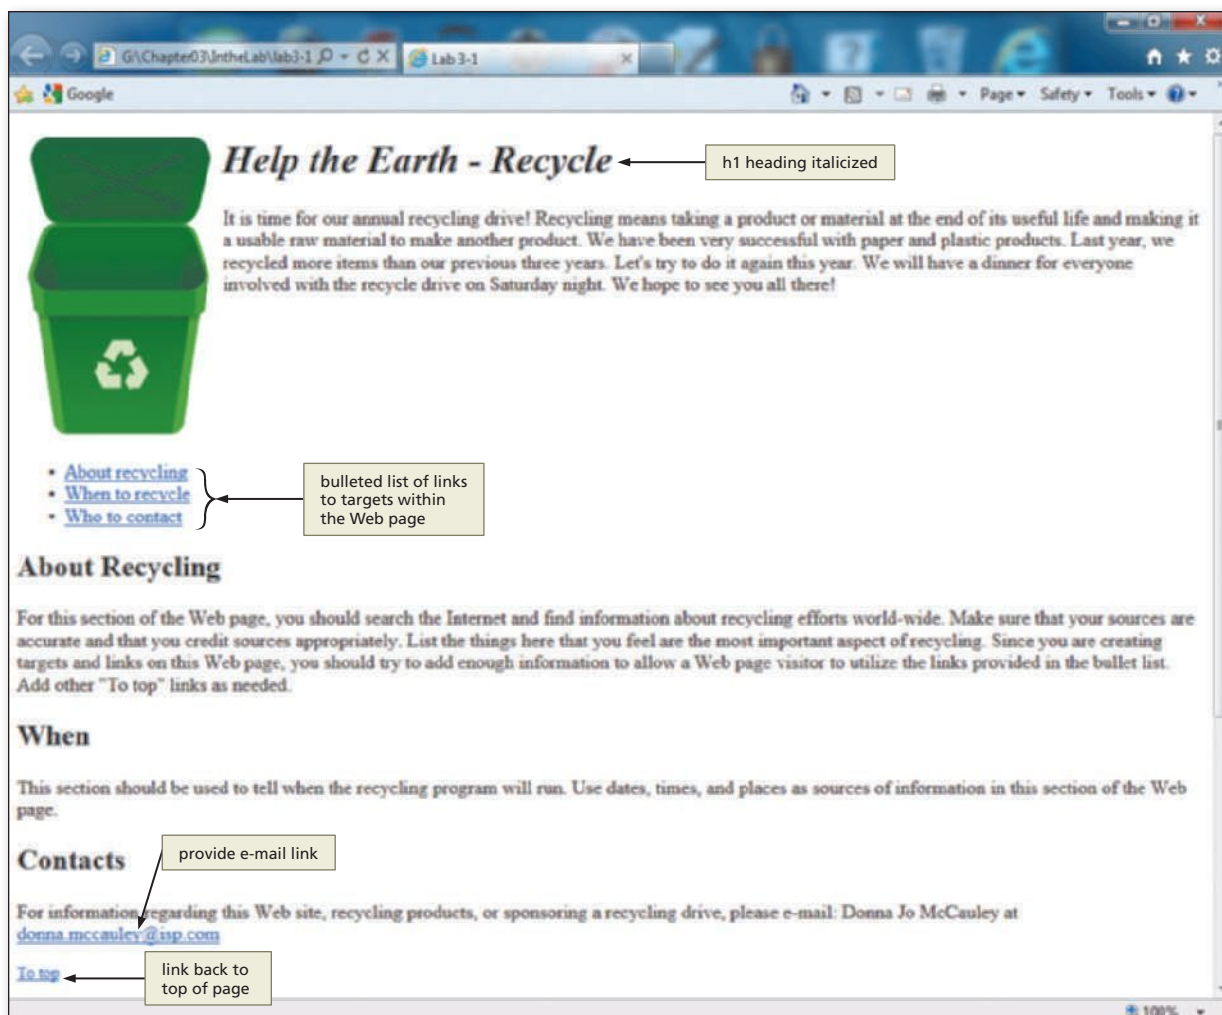 G:\Chapter03\IntheLab\lab3-1
Lab 3-1
Google
Page
Safety
Tools
Help the Earth - Recycle
h1 heading italicized
It is time for our annual recycling drive! Recycling means taking a product or material at the end of its useful life and making it
a usable raw material to make another product. We have been very successful with paper and plastic products. Last year, we
recycled more items than our previous three years. Let's try to do it again this year. We will have a dinner for everyone
involved with the recycle drive on Saturday night. We hope to see you all there!
• About recycling
• When to recycle
• Who to contact
bulleted list of links
to targets within
the Web page
About Recycling
For this section of the Web page, you should search the Internet and find information about recycling efforts world-wide. Make sure that your sources are
accurate and that you credit sources appropriately. List the things here that you feel are the most important aspect of recycling. Since you are creating
targets and links on this Web page, you should try to add enough information to allow a Web page visitor to utilize the links provided in the bullet list.
Add other "To top" links as needed.
When
This section should be used to tell when the recycling program will run. Use dates, times, and places as sources of information in this section of the Web
page.
Contacts
provide e-mail link
For information regarding this Web site, recycling products, or sponsoring a recycling drive, please e-mail: Donna Jo McCauley at
donna.mccauley@isp.com
To top
link back to
top of page
100%